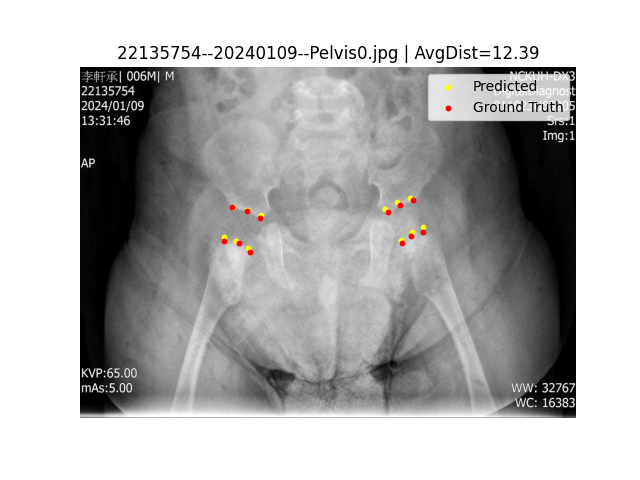 22135754--20240109--Pelvis0.jpg | AvgDist=12.39
李軒承| 006M| M
22135754
2024/01/09
13:31:46
AP
NCKUH-DX3
Predicted
Ground Truth
Srs:1
Img:1
KVP:65.00
mAs:5.00
WW: 32767
WC: 16383